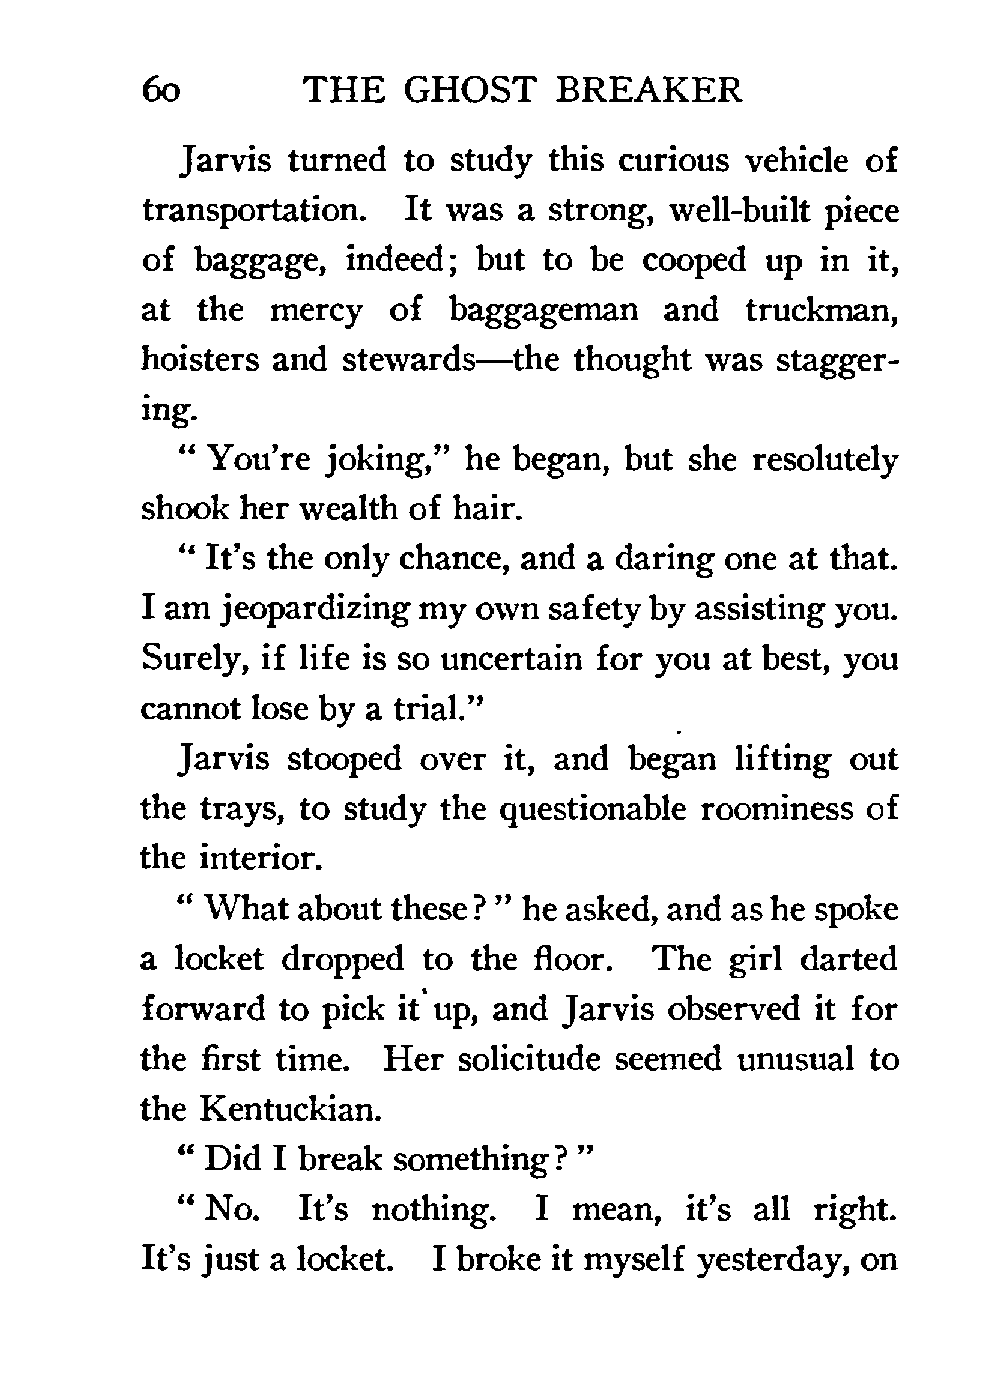 60 THE GHOST BREAKER
Jarvis turned to study this curious vehicle of
transportation. It was a strong, well-built piece
of baggage, indeed; but to be cooped up in it,
at the mercy of baggageman and truckman,
hoisters and stewards—the thought was stagger-
ing.
" You're joking," he began, but she resolutely
shook her wealth of hair.
" It's the only chance, and a daring one at that.
I am jeopardizing my own safety by assisting you.
Surely, if life is so uncertain for you at best, you
cannot lose by a trial."
Jarvis stooped over it, and began lifting out
the trays, to study the questionable roominess of
the interior.
" What about these? " he asked, and as he spoke
a locket dropped to the floor. The girl darted
forward to pick it up, and Jarvis observed it for
the first time. Her solicitude seemed unusual to
the Kentuckian.
" Did I break something? "
" No. It's nothing. I mean, it's all right.
It's just a locket. I broke it myself yesterday, on